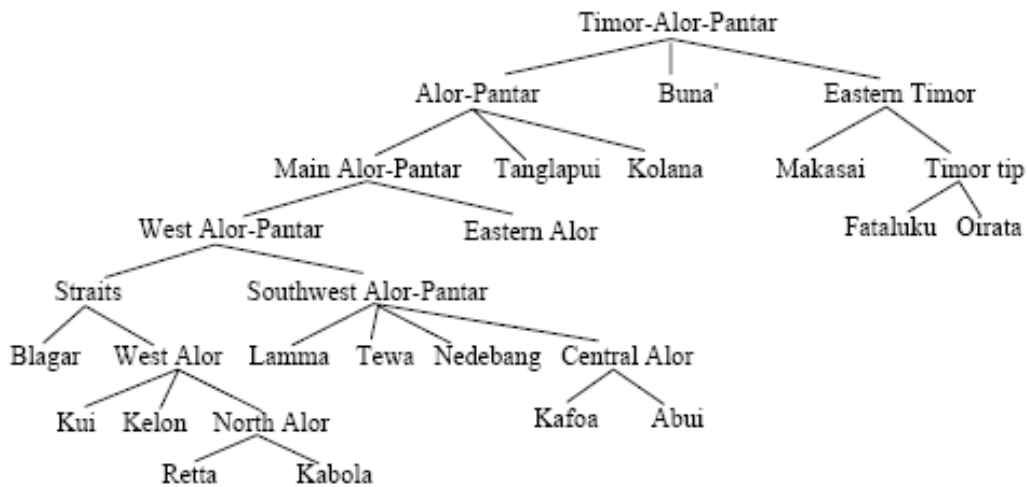 Timor-Alor-Pantar
Alor-Pantar Buna' Eastern Timor
Main Alor-Pantar Tanglapui Kolana Makasai Timor tip
West Alor-Pantar Eastern Alor Fataluku Oirata
Straits Southwest Alor-Pantar
Blagar West Alor Lamma Tewa Nedebang Central Alor
Kui Kelon North Alor Kafoa Abui
Retta Kabola